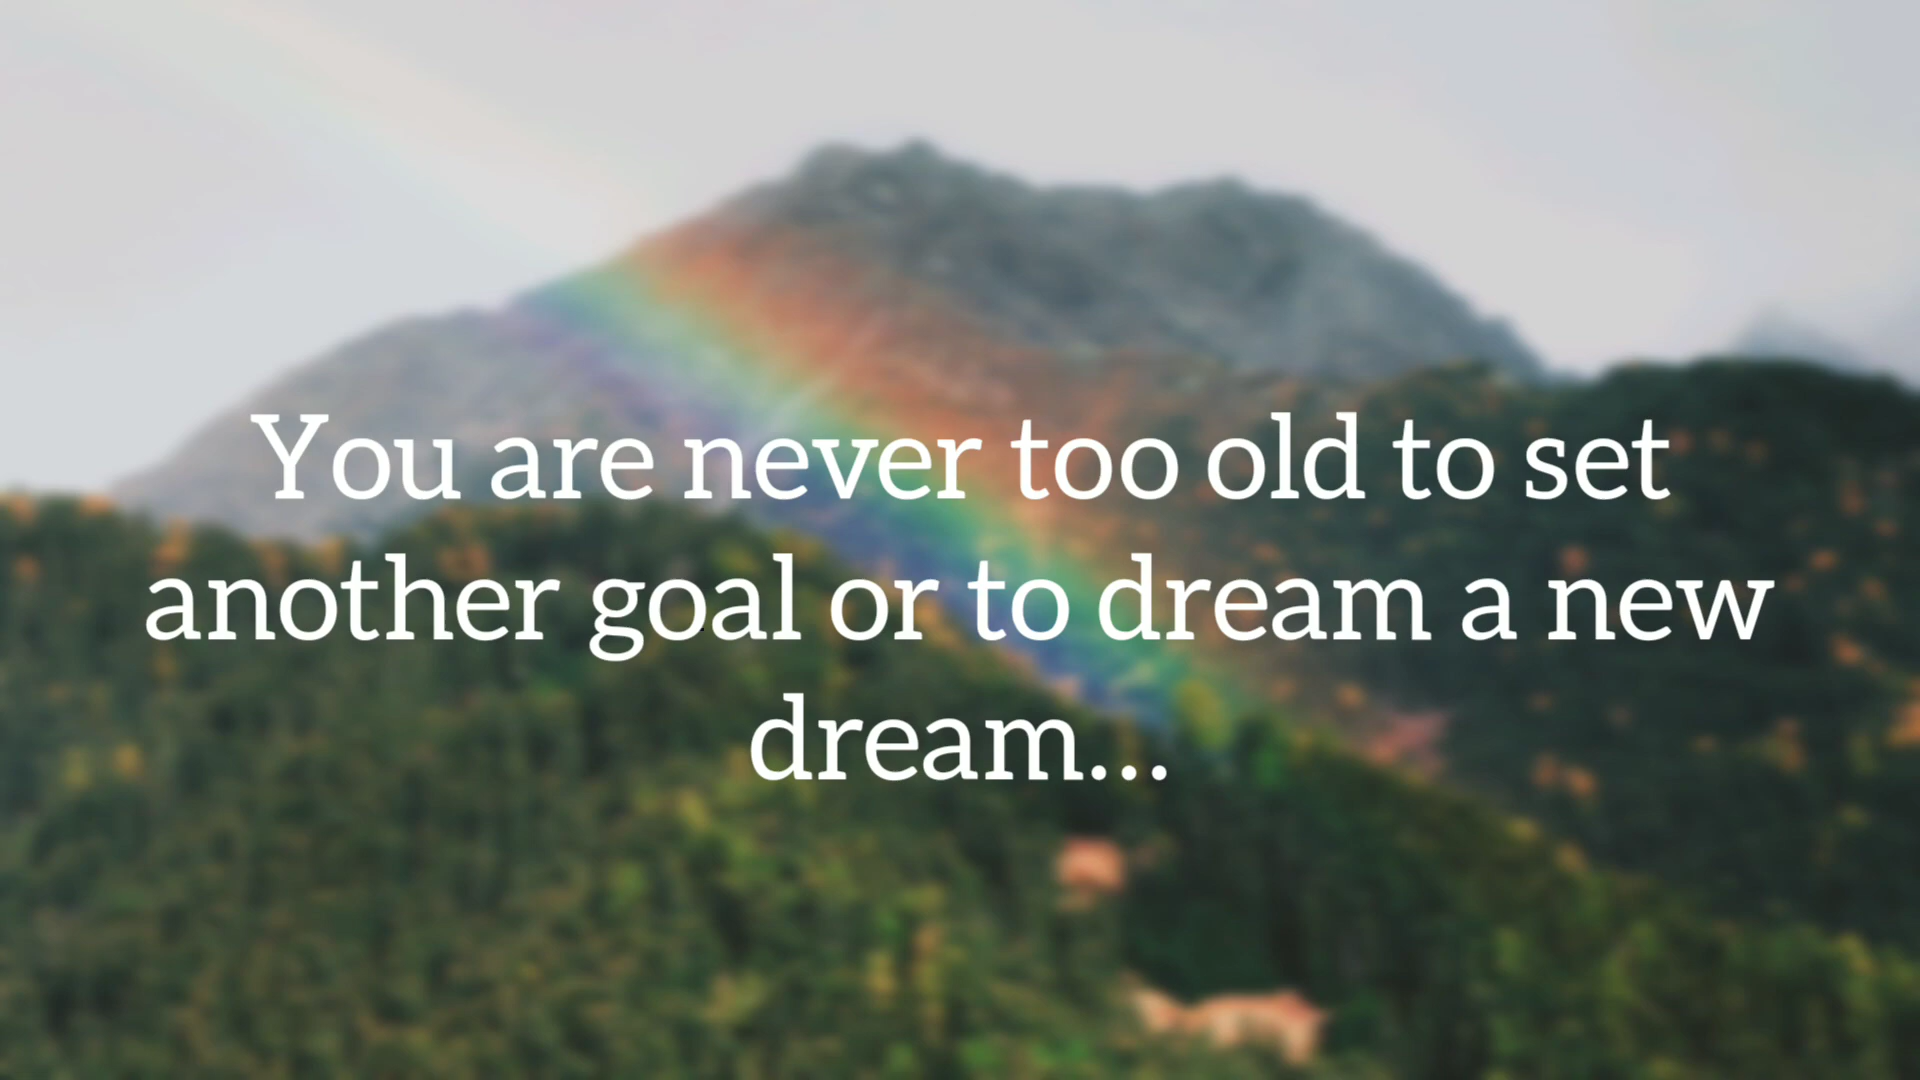 You are never too old to set
another goal or to dream a new
dream...